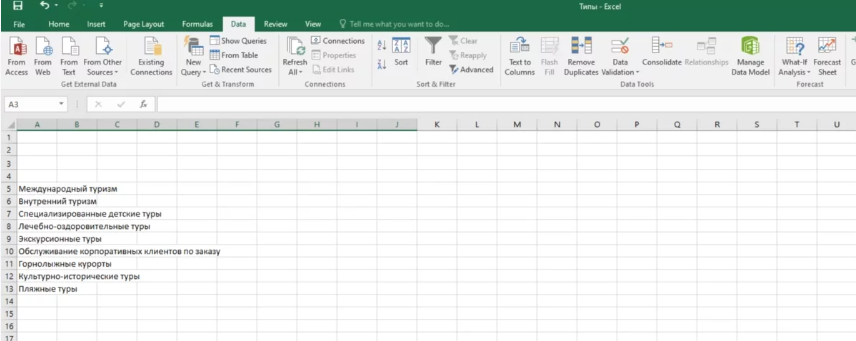 Типы - Excel
File Home Insert Page Layout Formulas Data Review View Tell me what you want to do...
From Access
From Web
From Text
From Other Sources
Existing Connections
Get External Data
New Query
Show Queries
From Table
Recent Sources
Get & Transform
Refresh All
Connections
Properties
Edit Links
Connections
Sort
Filter
Clear
Reapply
Advanced
Sort & Filter
Text to Columns
Flash Fill
Remove Duplicates
Data Validation
Consolidate
Relationships
Manage Data Model
Data Tools
What-If Analysis
Forecast Sheet
Forecast
A3 fx
A B C D E F G H I J K L M N O P Q R S T U
1
2
3
4
5 Международный туризм
6 Внутренний туризм
7 Специализированные детские туры
8 Лечебно-оздоровительные туры
9 Экскурсионные туры
10 Обслуживание корпоративных клиентов по заказу
11 Горнолыжные курорты
12 Культурно-исторические туры
13 Пляжные туры
14
15
16
17